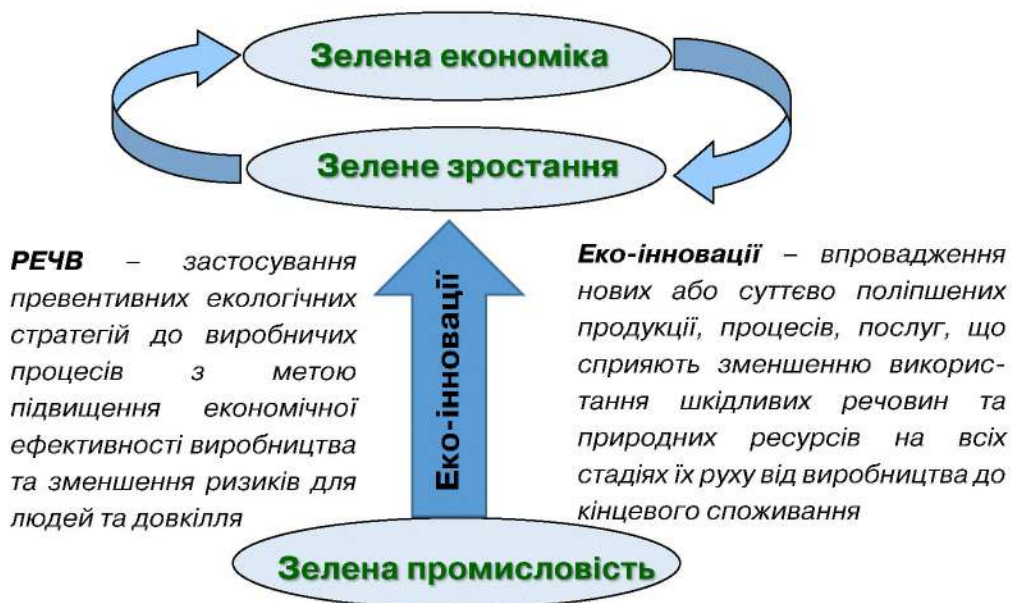 Зелена економіка
Зелене зростання
РЕЧВ – застосування
превентивних екологічних
стратегій до виробничих
процесів з метою
підвищення економічної
ефективності виробництва
та зменшення ризиків для
людей та довкілля
Еко-інновації
Еко-інновації – впровадження
нових або суттєво поліпшених
продукції, процесів, послуг, що
сприяють зменшенню викорис-
тання шкідливих речовин та
природних ресурсів на всіх
стадіях їх руху від виробництва до
кінцевого споживання
Зелена промисловість